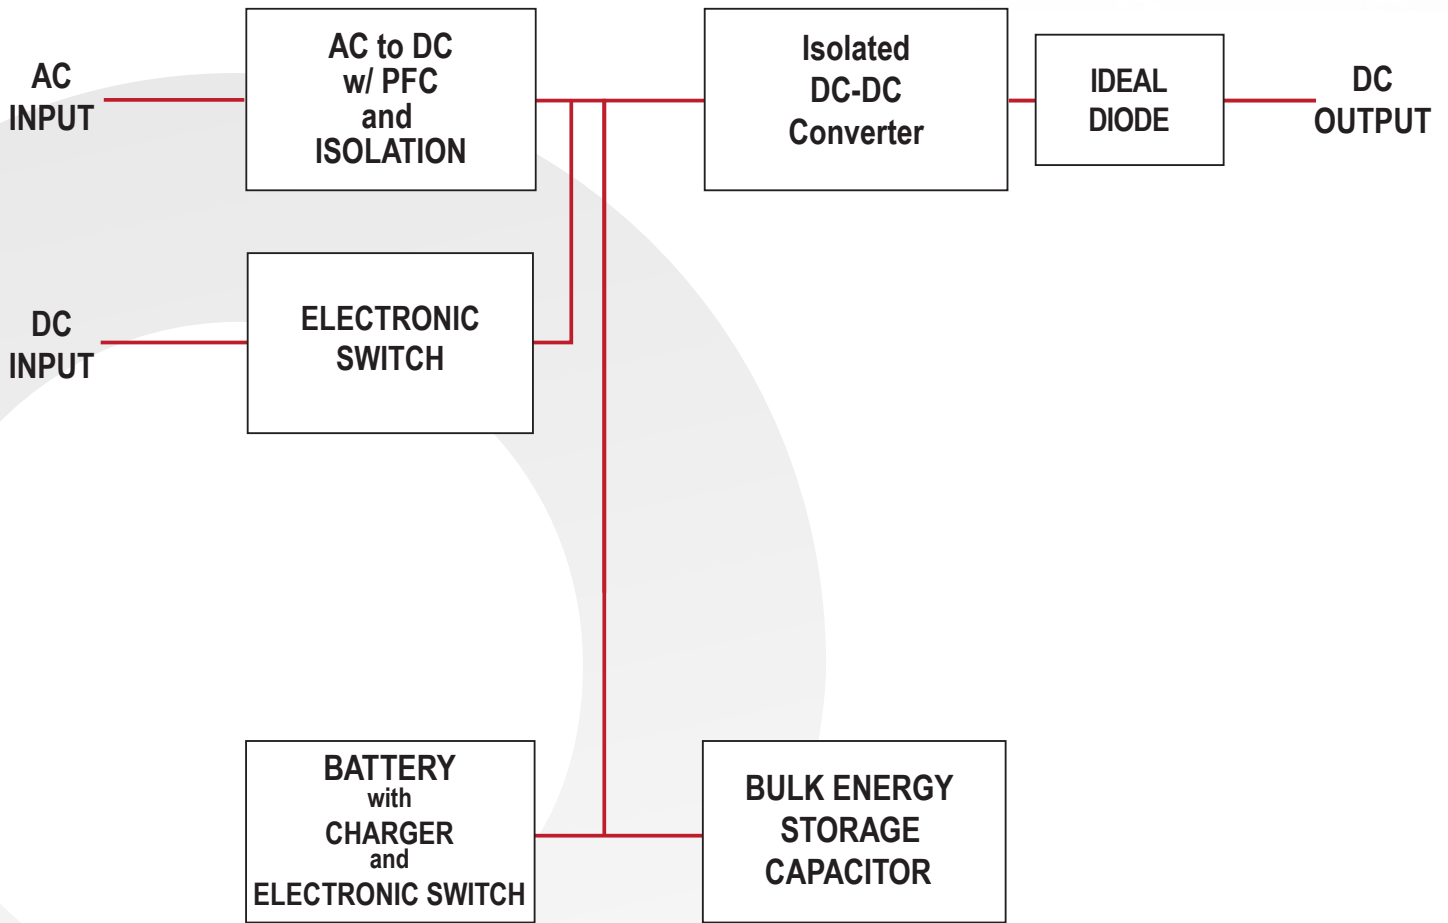 AC
INPUT
AC to DC
w/ PFC
and
ISOLATION
Isolated
DC-DC
Converter
IDEAL
DIODE
DC
OUTPUT
DC
INPUT
ELECTRONIC
SWITCH
BATTERY
with
CHARGER
and
ELECTRONIC SWITCH
BULK ENERGY
STORAGE
CAPACITOR